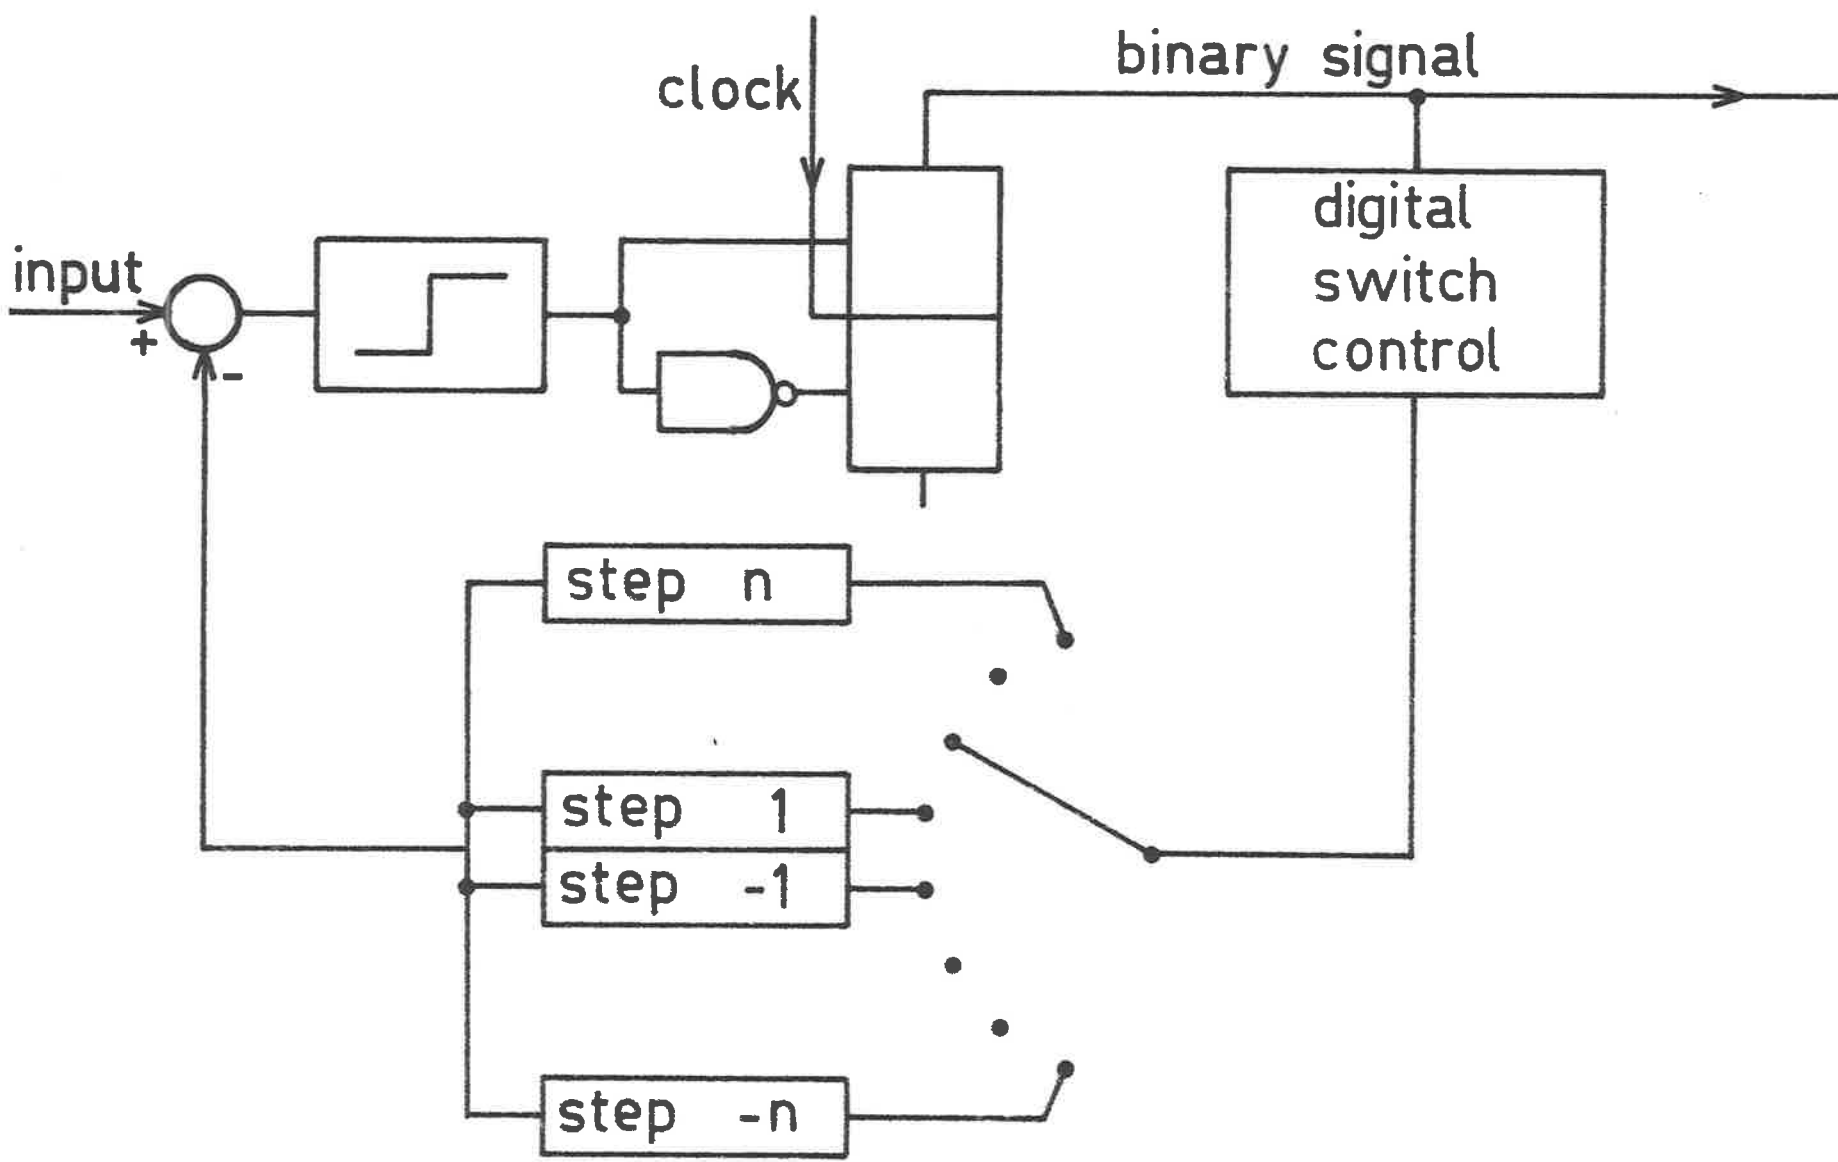 binary signal
clock
digital
switch
control
input
+
-
step n
step 1
step -1
step -n